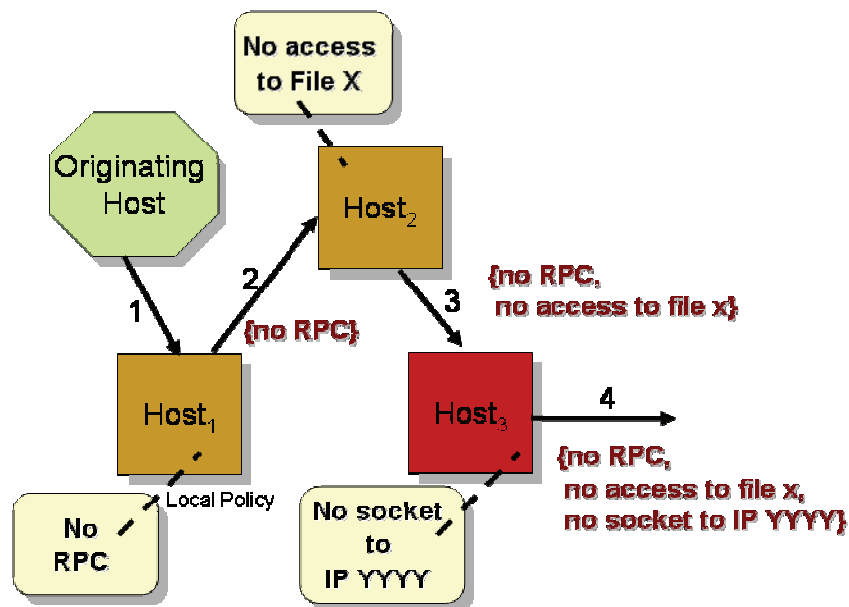 No access
to File X
Originating
Host
Host₂
1
2
{no RPC}
3
{no RPC,
no access to file x}
Host₁
Host₃
4
{no RPC,
no access to file x,
no socket to IP YYYY}
Local Policy
No
RPC
No socket
to
IP YYYY